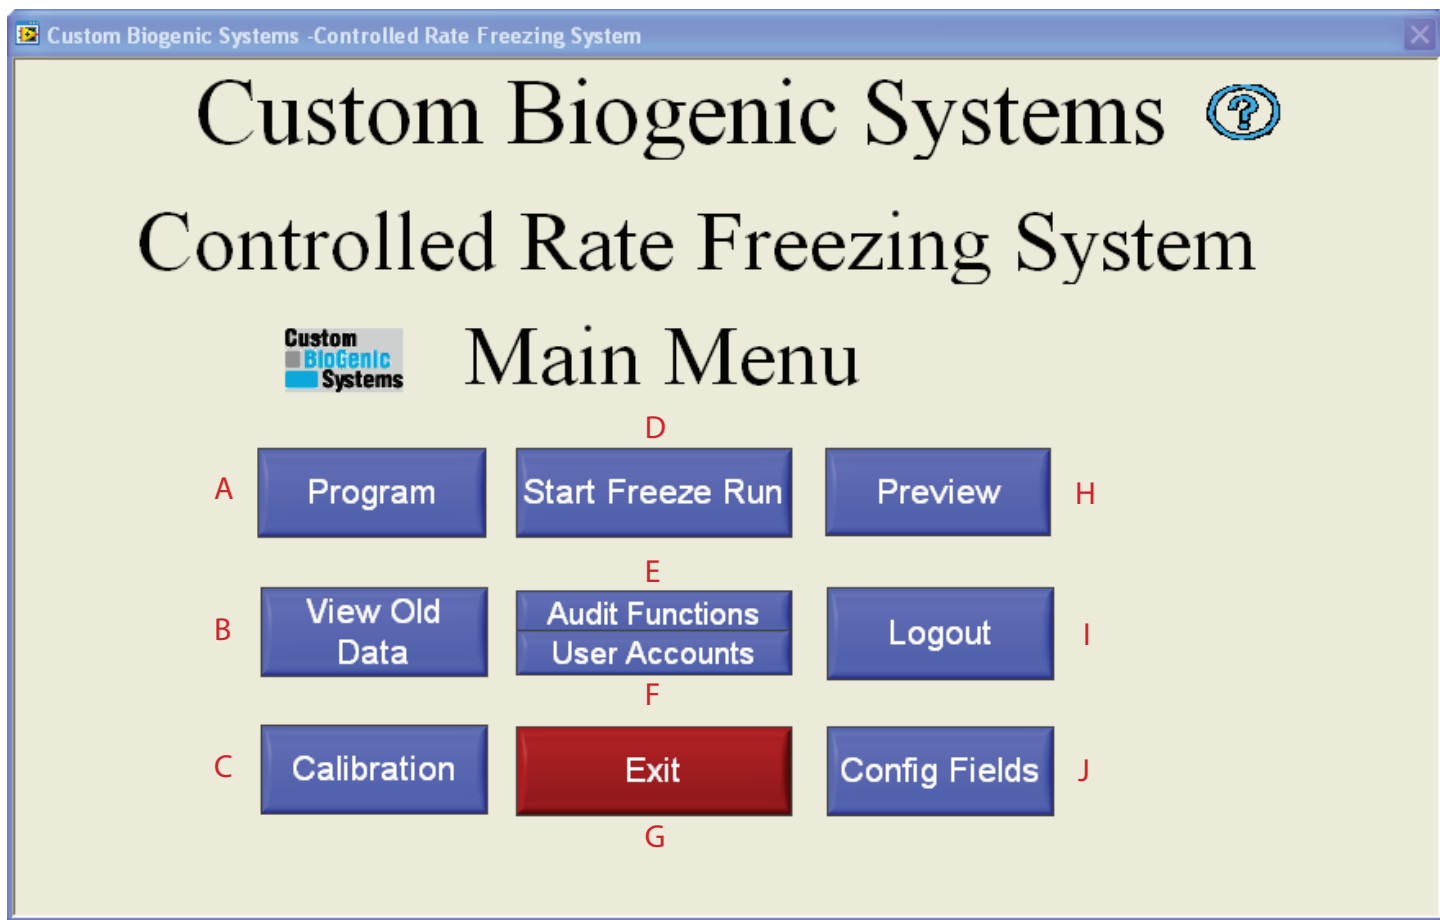 Custom Biogenic Systems -Controlled Rate Freezing System
Custom Biogenic Systems ?
Controlled Rate Freezing System
Custom
BioGenic
Systems
Main Menu
D
A Program Start Freeze Run Preview H
E
B View Old Data Audit Functions User Accounts Logout I
F
C Calibration Exit Config Fields J
G